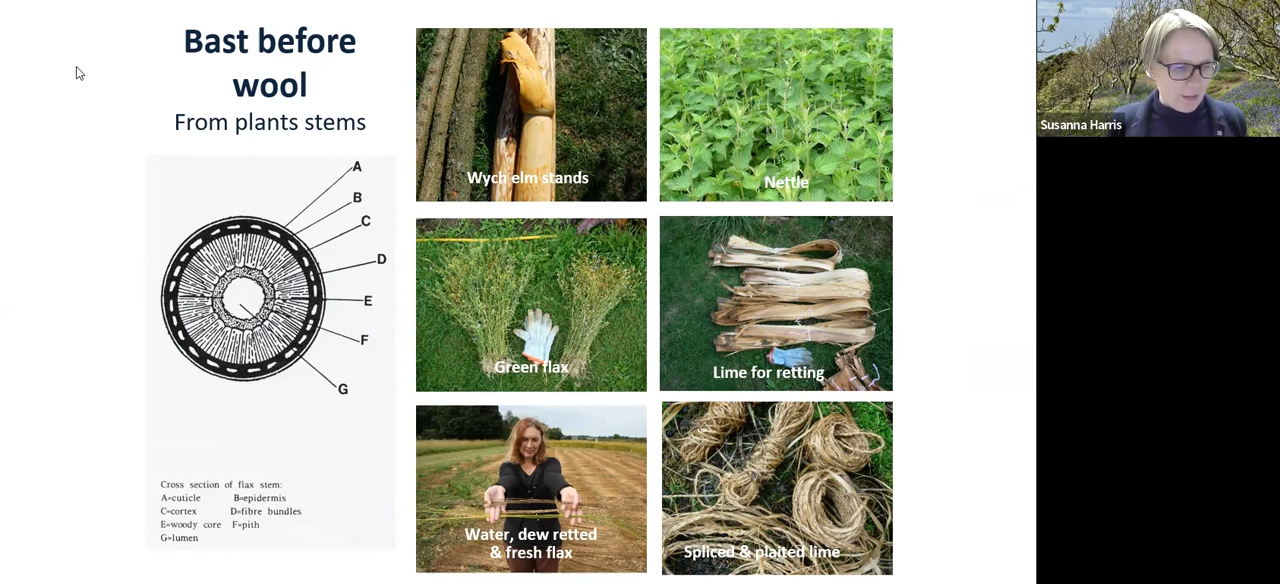 Bast before
wool
From plants stems
A
B
C
D
E
F
G
Cross section of flax stem:
A=cuticle B=epidermis
C=cortex D=fibre bundles
E=woody core F=pith
G=lumen
Wych elm stands
Nettle
Green flax
Lime for retting
Water, dew retted
& fresh flax
Spliced & plaited lime
Susanna Harris